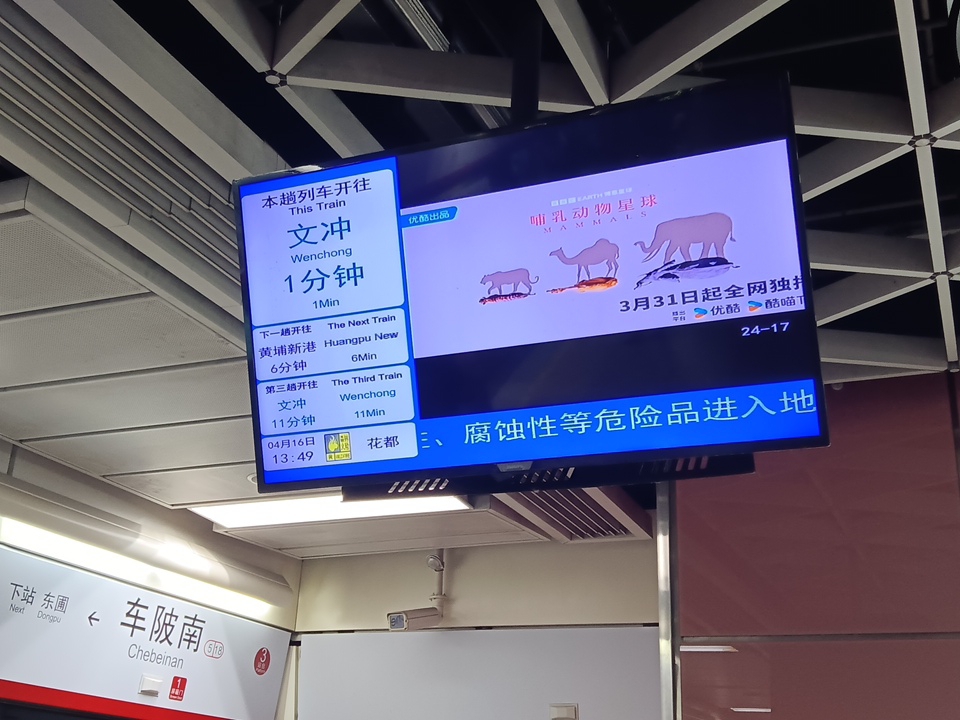 本趟列车开往
This Train
文冲
Wenchong
1分钟
1Min
下一趟开往 The Next Train
黄埔新港 Huangpu New
6分钟 6Min
第三趟开往 The Third Train
文冲 Wenchong
11分钟 11Min
04月16日
13:49
花都
优酷出品
EARTH
哺乳动物星球
MAMMALS
3月31日起全网独播
优酷 酷喵T
24-17
、腐蚀性等危险品进入地
下站 东圃
Next Dongpu
←
车陂南
Chebeinan
5|18
3
1